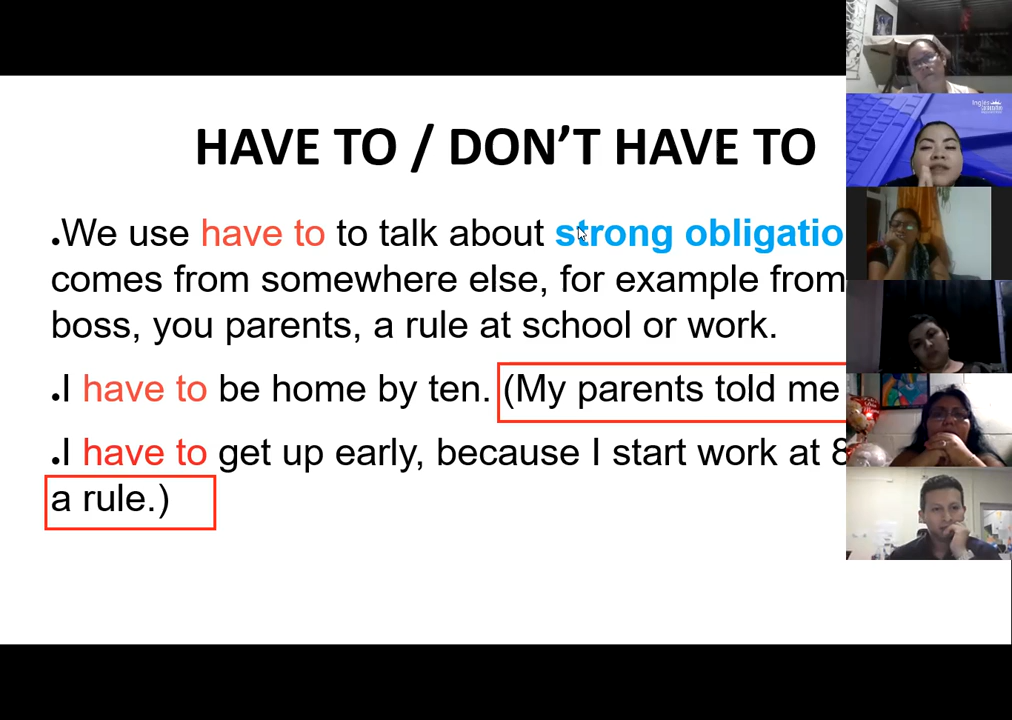 HAVE TO / DON'T HAVE TO
•We use have to to talk about strong obligatio
comes from somewhere else, for example from
boss, you parents, a rule at school or work.
•I have to be home by ten. (My parents told me
•I have to get up early, because I start work at 8
a rule.)